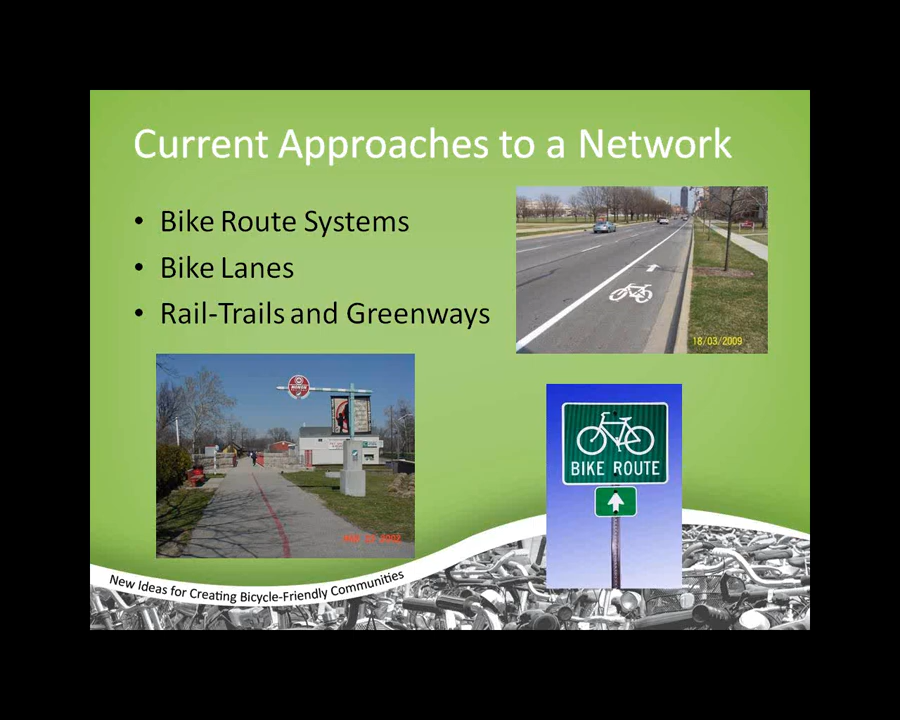 Current Approaches to a Network
• Bike Route Systems
• Bike Lanes
• Rail-Trails and Greenways
18/03/2009
BIKE ROUTE
New Ideas for Creating Bicycle-Friendly Communities